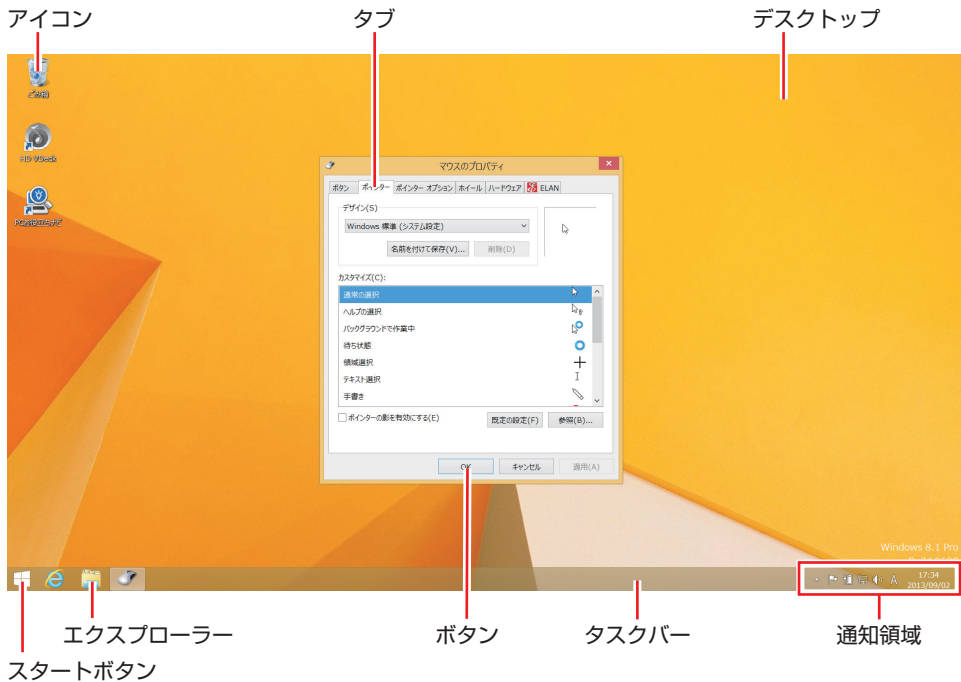 アイコン
タブ
デスクトップ
ごみ箱
HD VDesk
マウスのプロパティ
ボタン ポインター ポインター オプション ホイール ハードウェア ELAN
デザイン(S)
Windows 標準 (システム設定)
名前を付けて保存(V)... 削除(D)
カスタマイズ(C):
通常の選択
ヘルプの選択
バックグラウンドで作業中
待ち状態
領域選択
テキスト選択
手書き
ポインターの影を有効にする(E)
既定の設定(F) 参照(B)...
OK キャンセル 適用(A)
Windows 8.1 Pro
A 17:34
2013/09/02
エクスプローラー
ボタン
タスクバー
通知領域
スタートボタン